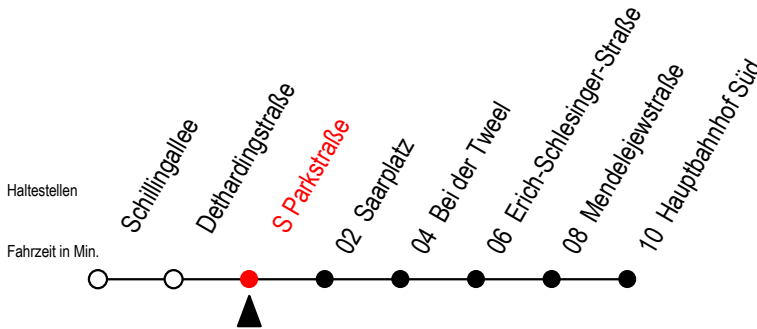 Haltestellen
Fahrzeit in Min.
Schillingallee
Dethardingstraße
S Parkstraße
02 Saarplatz
04 Bei der Tweel
06 Erich-Schlesinger-Straße
08 Mendelejewstraße
10 Hauptbahnhof Süd